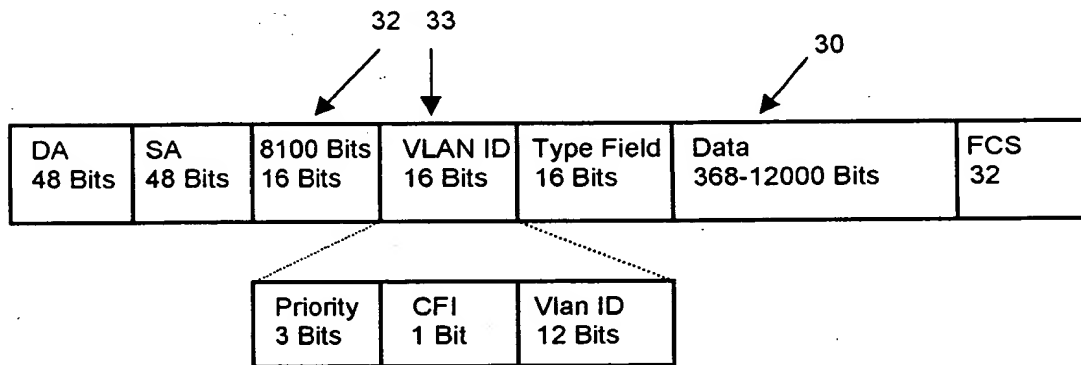 32 33 30
DA SA 8100 Bits VLAN ID Type Field Data FCS
48 Bits 48 Bits 16 Bits 16 Bits 16 Bits 368-12000 Bits 32
Priority CFI Vlan ID
3 Bits 1 Bit 12 Bits